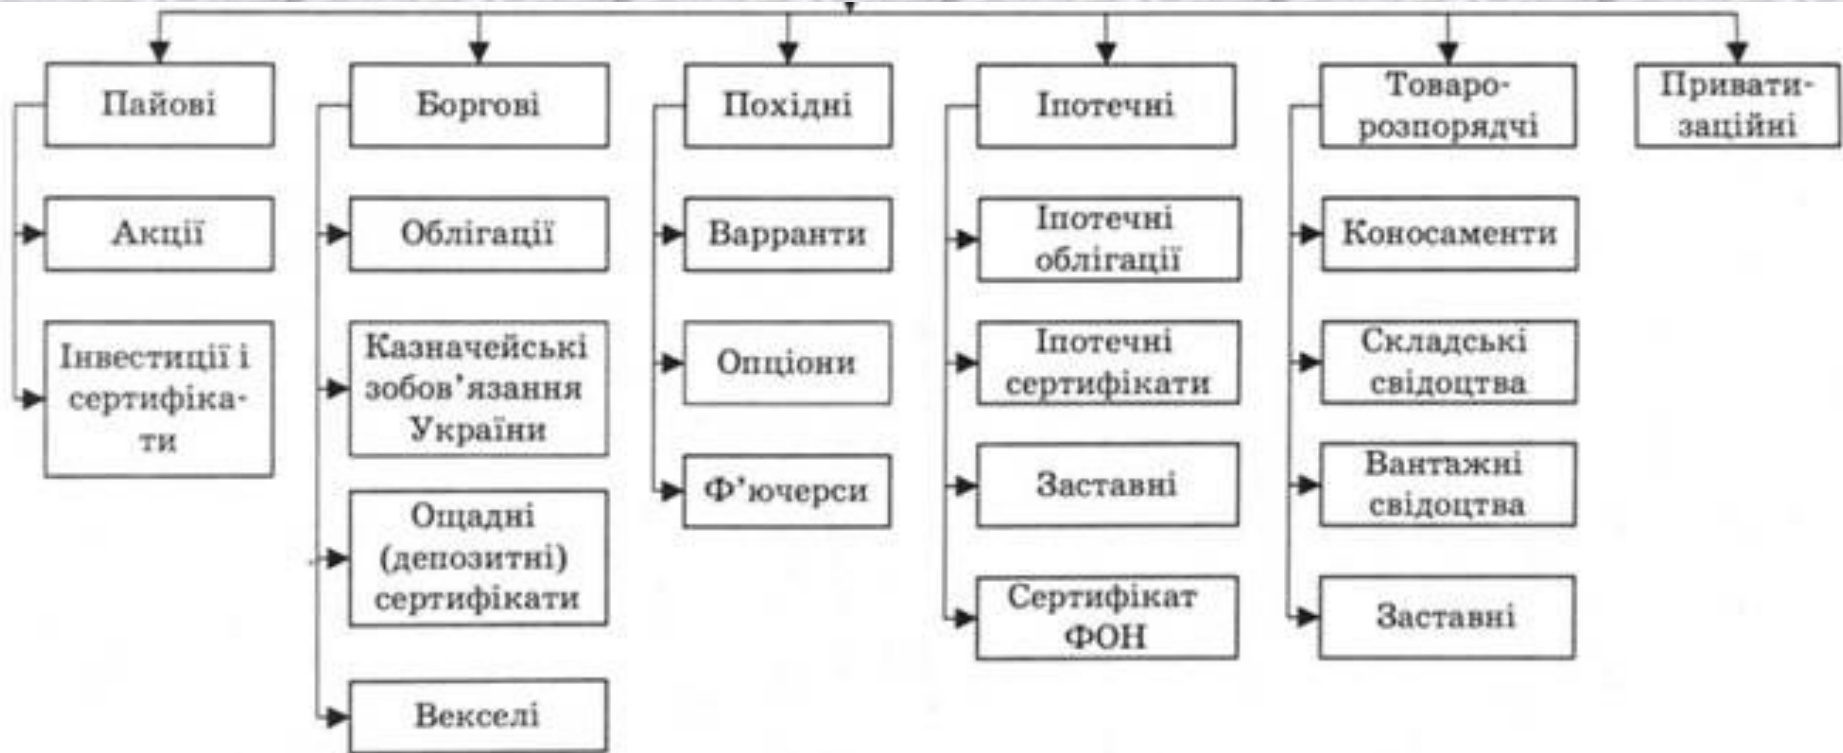 Пайові
Акції
Інвестиції і
сертифіка-
ти
Боргові
Облігації
Казначейські
зобов’язання
України
Ощадні
(депозитні)
сертифікати
Векселі
Похідні
Варранти
Опціони
Ф’ючерси
Іпотечні
Іпотечні
облігації
Іпотечні
сертифікати
Заставні
Сертифікат
ФОН
Товаро-
розпорядчі
Коносаменти
Складські
свідоцтва
Вантажні
свідоцтва
Заставні
Привати-
заційні